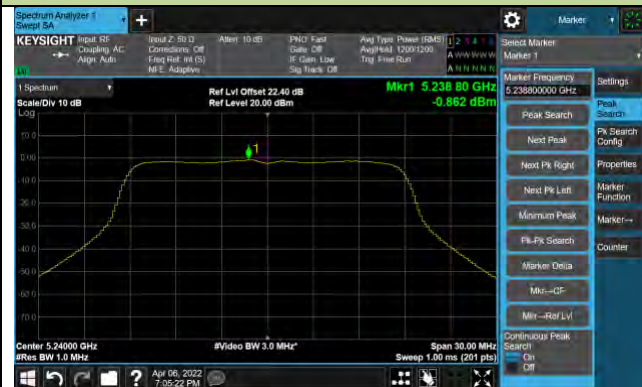 Spectrum Analyzer 1
Swept SA
+
Marker
KEYSIGHT
Input: RF
Coupling: AC
Align: Auto
Input Z: 50 Ω
Corrections: Off
Freq Ref: Int (S)
NFE: Adaptive
Atten: 10 dB
PNO: Fast
Gate: Off
IF Gain: Low
Sig Track: Off
Avg Type: Power (RMS)
Avg|Hold: 1200/1200
Trig: Free Run
A W W W W W
A N N N N N
Select Marker
Marker 1
1 Spectrum
Scale/Div 10 dB
Log
Ref Lvl Offset 22.40 dB
Ref Level 20.00 dBm
Mkr1 5.238 80 GHz
-0.862 dBm
10.0
0.00
-10.0
-20.0
-30.0
-40.0
-50.0
-60.0
-70.0
1
Center 5.24000 GHz
#Res BW 1.0 MHz
#Video BW 3.0 MHz*
Span 30.00 MHz
Sweep 1.00 ms (201 pts)
Marker Frequency
5.238800000 GHz
Peak Search
Next Peak
Next Pk Right
Next Pk Left
Minimum Peak
Pk-Pk Search
Marker Delta
Mkr→CF
Mkr→Ref Lvl
Continuous Peak
Search
On
Off
Settings
Peak
Search
Pk Search
Config
Properties
Marker
Function
Marker→
Counter
?
Apr 06, 2022
7:05:22 PM